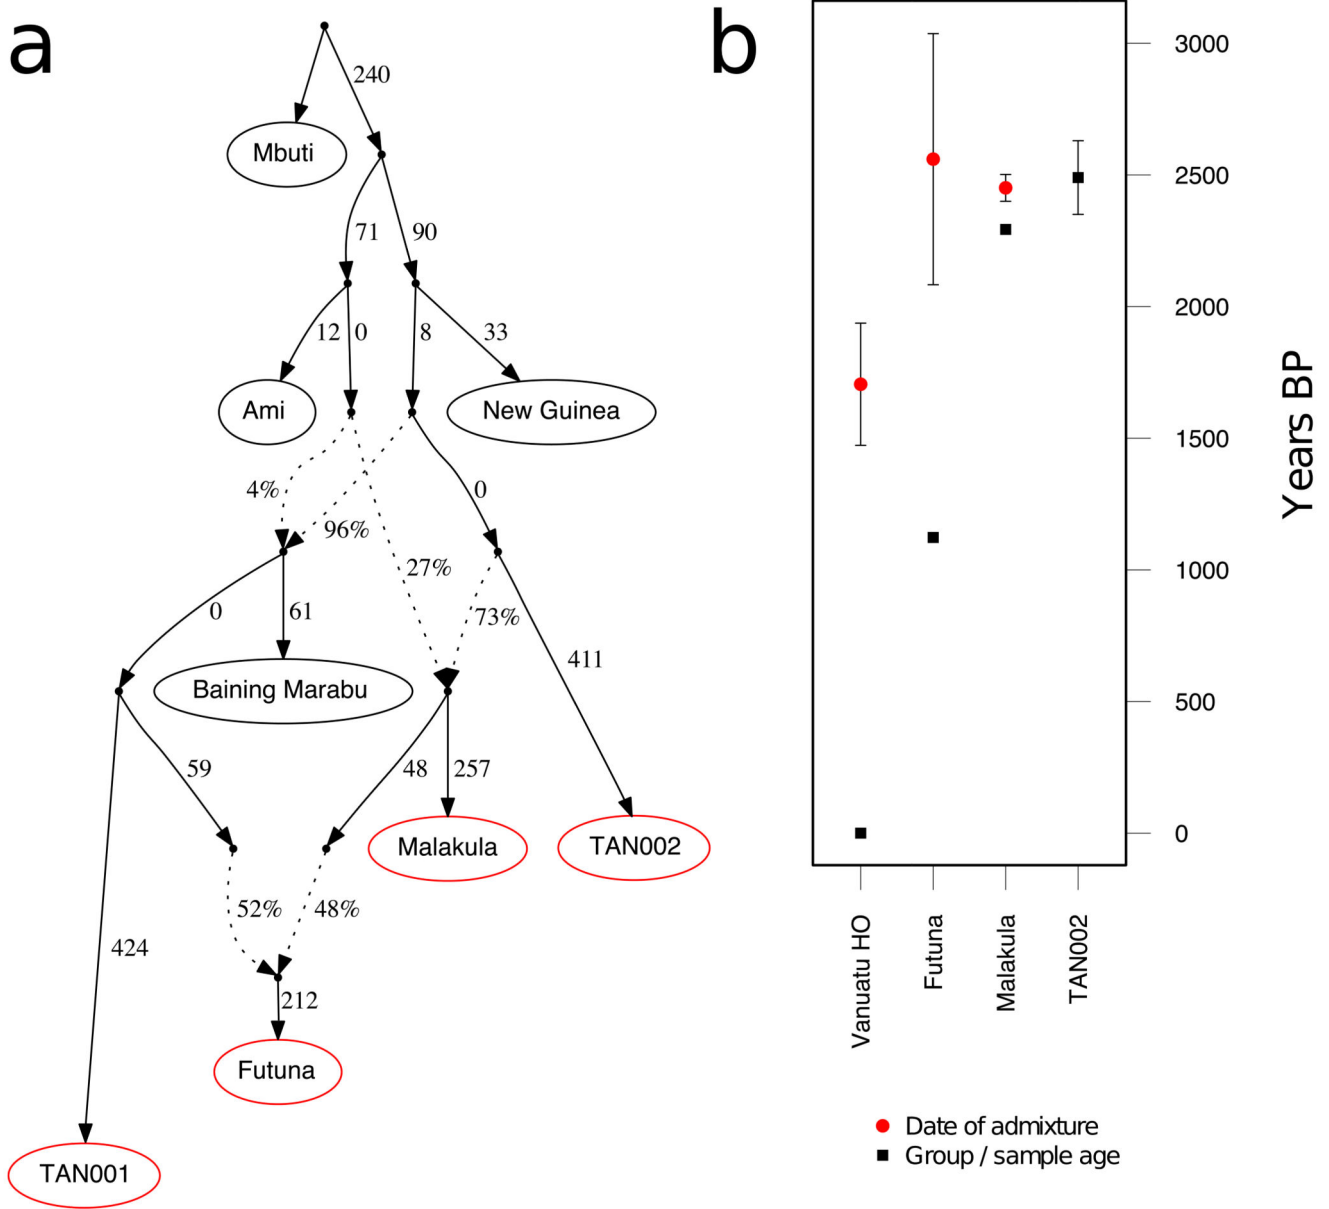 a
b
240
Mbuti
71
90
12
0
8
33
Ami
New Guinea
4%
96%
0
27%
73%
0
61
411
Baining Marabu
59
48
257
Malakula
TAN002
52%
48%
424
212
Futuna
TAN001
3000
2500
2000
1500
1000
500
0
Years BP
Vanuatu HO
Futuna
Malakula
TAN002
Date of admixture
Group / sample age